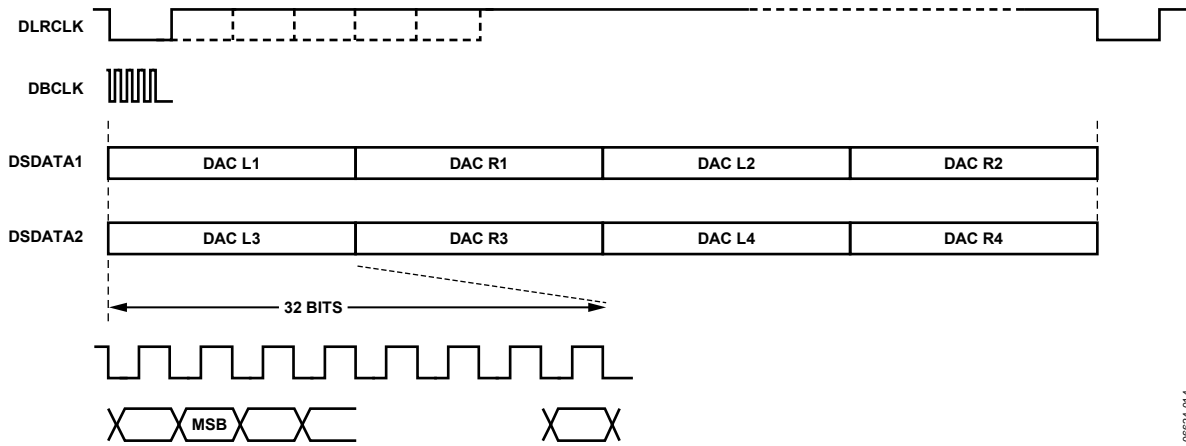 DLRCLK
DBCLK
DSDATA1 DAC L1 DAC R1 DAC L2 DAC R2
DSDATA2 DAC L3 DAC R3 DAC L4 DAC R4
32 BITS
MSB